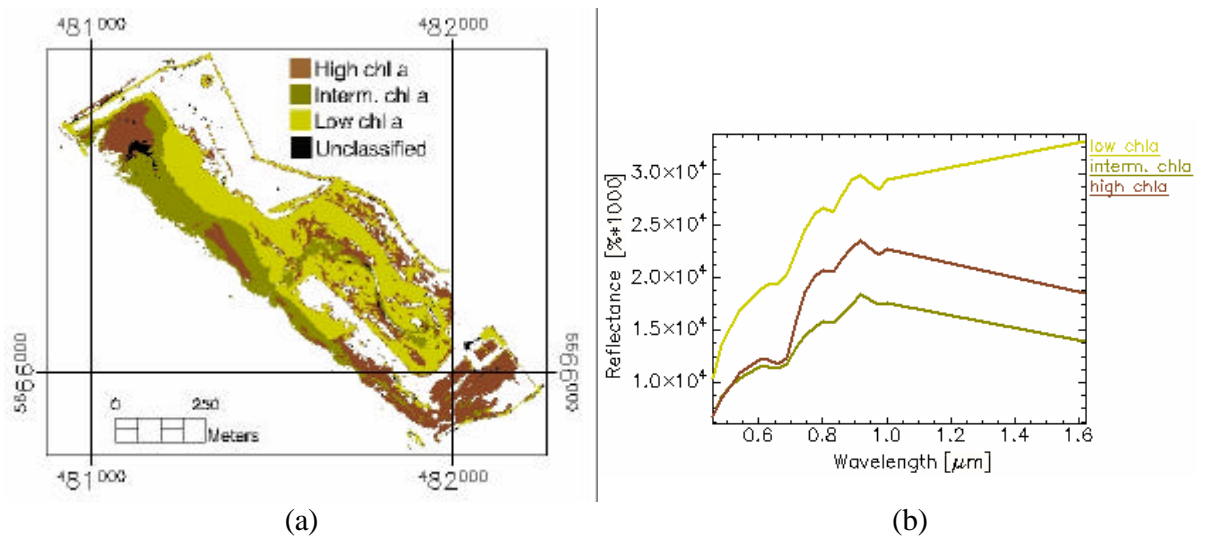 481000 482000
High chl a
Interm. chl a
Low chl a
Unclassified
5966000
5966000
0 250
Meters
481000 482000
(a)
Reflectance [%*1000]
3.0×10⁴
2.5×10⁴
2.0×10⁴
1.5×10⁴
1.0×10⁴
0.6 0.8 1.0 1.2 1.4 1.6
Wavelength [μm]
low chla
interm. chla
high chla
(b)